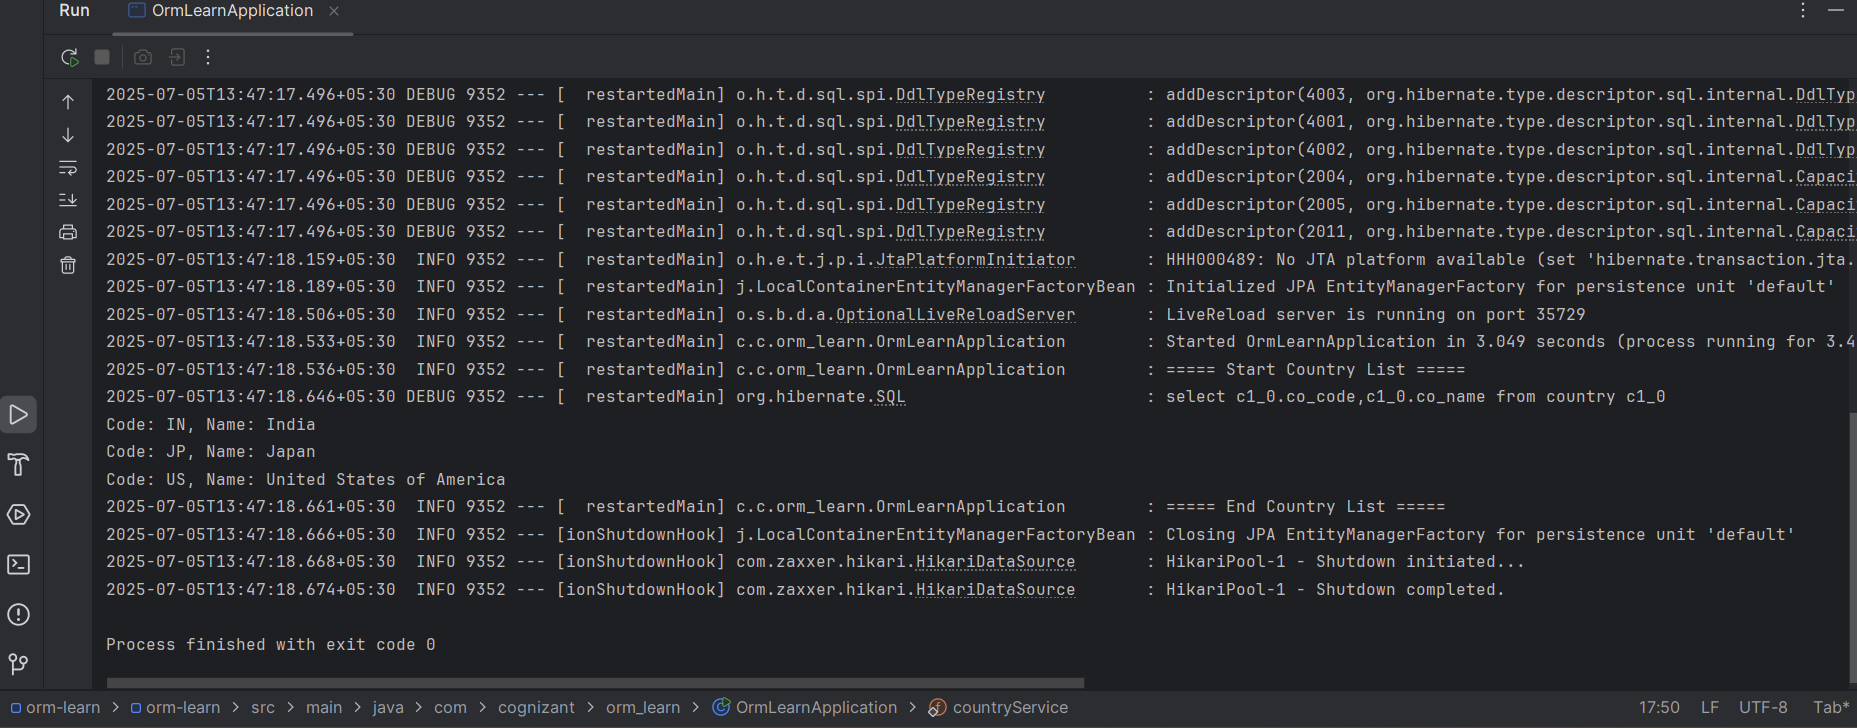 Run OrmLearnApplication
2025-07-05T13:47:17.496+05:30 DEBUG 9352 --- [  restartedMain] o.h.t.d.sql.spi.DdlTypeRegistry : addDescriptor(4003, org.hibernate.type.descriptor.sql.internal.DdlTyp
2025-07-05T13:47:17.496+05:30 DEBUG 9352 --- [  restartedMain] o.h.t.d.sql.spi.DdlTypeRegistry : addDescriptor(4001, org.hibernate.type.descriptor.sql.internal.DdlTyp
2025-07-05T13:47:17.496+05:30 DEBUG 9352 --- [  restartedMain] o.h.t.d.sql.spi.DdlTypeRegistry : addDescriptor(4002, org.hibernate.type.descriptor.sql.internal.DdlTyp
2025-07-05T13:47:17.496+05:30 DEBUG 9352 --- [  restartedMain] o.h.t.d.sql.spi.DdlTypeRegistry : addDescriptor(2004, org.hibernate.type.descriptor.sql.internal.Capaci
2025-07-05T13:47:17.496+05:30 DEBUG 9352 --- [  restartedMain] o.h.t.d.sql.spi.DdlTypeRegistry : addDescriptor(2005, org.hibernate.type.descriptor.sql.internal.Capaci
2025-07-05T13:47:17.496+05:30 DEBUG 9352 --- [  restartedMain] o.h.t.d.sql.spi.DdlTypeRegistry : addDescriptor(2011, org.hibernate.type.descriptor.sql.internal.Capaci
2025-07-05T13:47:18.159+05:30  INFO 9352 --- [  restartedMain] o.h.e.t.j.p.i.JtaPlatformInitiator : HHH000489: No JTA platform available (set 'hibernate.transaction.jta.
2025-07-05T13:47:18.189+05:30  INFO 9352 --- [  restartedMain] j.LocalContainerEntityManagerFactoryBean : Initialized JPA EntityManagerFactory for persistence unit 'default'
2025-07-05T13:47:18.506+05:30  INFO 9352 --- [  restartedMain] o.s.b.d.a.OptionalLiveReloadServer : LiveReload server is running on port 35729
2025-07-05T13:47:18.533+05:30  INFO 9352 --- [  restartedMain] c.c.orm_learn.OrmLearnApplication : Started OrmLearnApplication in 3.049 seconds (process running for 3.4
2025-07-05T13:47:18.536+05:30  INFO 9352 --- [  restartedMain] c.c.orm_learn.OrmLearnApplication : ===== Start Country List =====
2025-07-05T13:47:18.646+05:30 DEBUG 9352 --- [  restartedMain] org.hibernate.SQL : select c1_0.co_code,c1_0.co_name from country c1_0
Code: IN, Name: India
Code: JP, Name: Japan
Code: US, Name: United States of America
2025-07-05T13:47:18.661+05:30  INFO 9352 --- [  restartedMain] c.c.orm_learn.OrmLearnApplication : ===== End Country List =====
2025-07-05T13:47:18.666+05:30  INFO 9352 --- [ionShutdownHook] j.LocalContainerEntityManagerFactoryBean : Closing JPA EntityManagerFactory for persistence unit 'default'
2025-07-05T13:47:18.668+05:30  INFO 9352 --- [ionShutdownHook] com.zaxxer.hikari.HikariDataSource : HikariPool-1 - Shutdown initiated...
2025-07-05T13:47:18.674+05:30  INFO 9352 --- [ionShutdownHook] com.zaxxer.hikari.HikariDataSource : HikariPool-1 - Shutdown completed.
Process finished with exit code 0
orm-learn > orm-learn > src > main > java > com > cognizant > orm_learn > OrmLearnApplication > countryService 17:50 LF UTF-8 Tab*